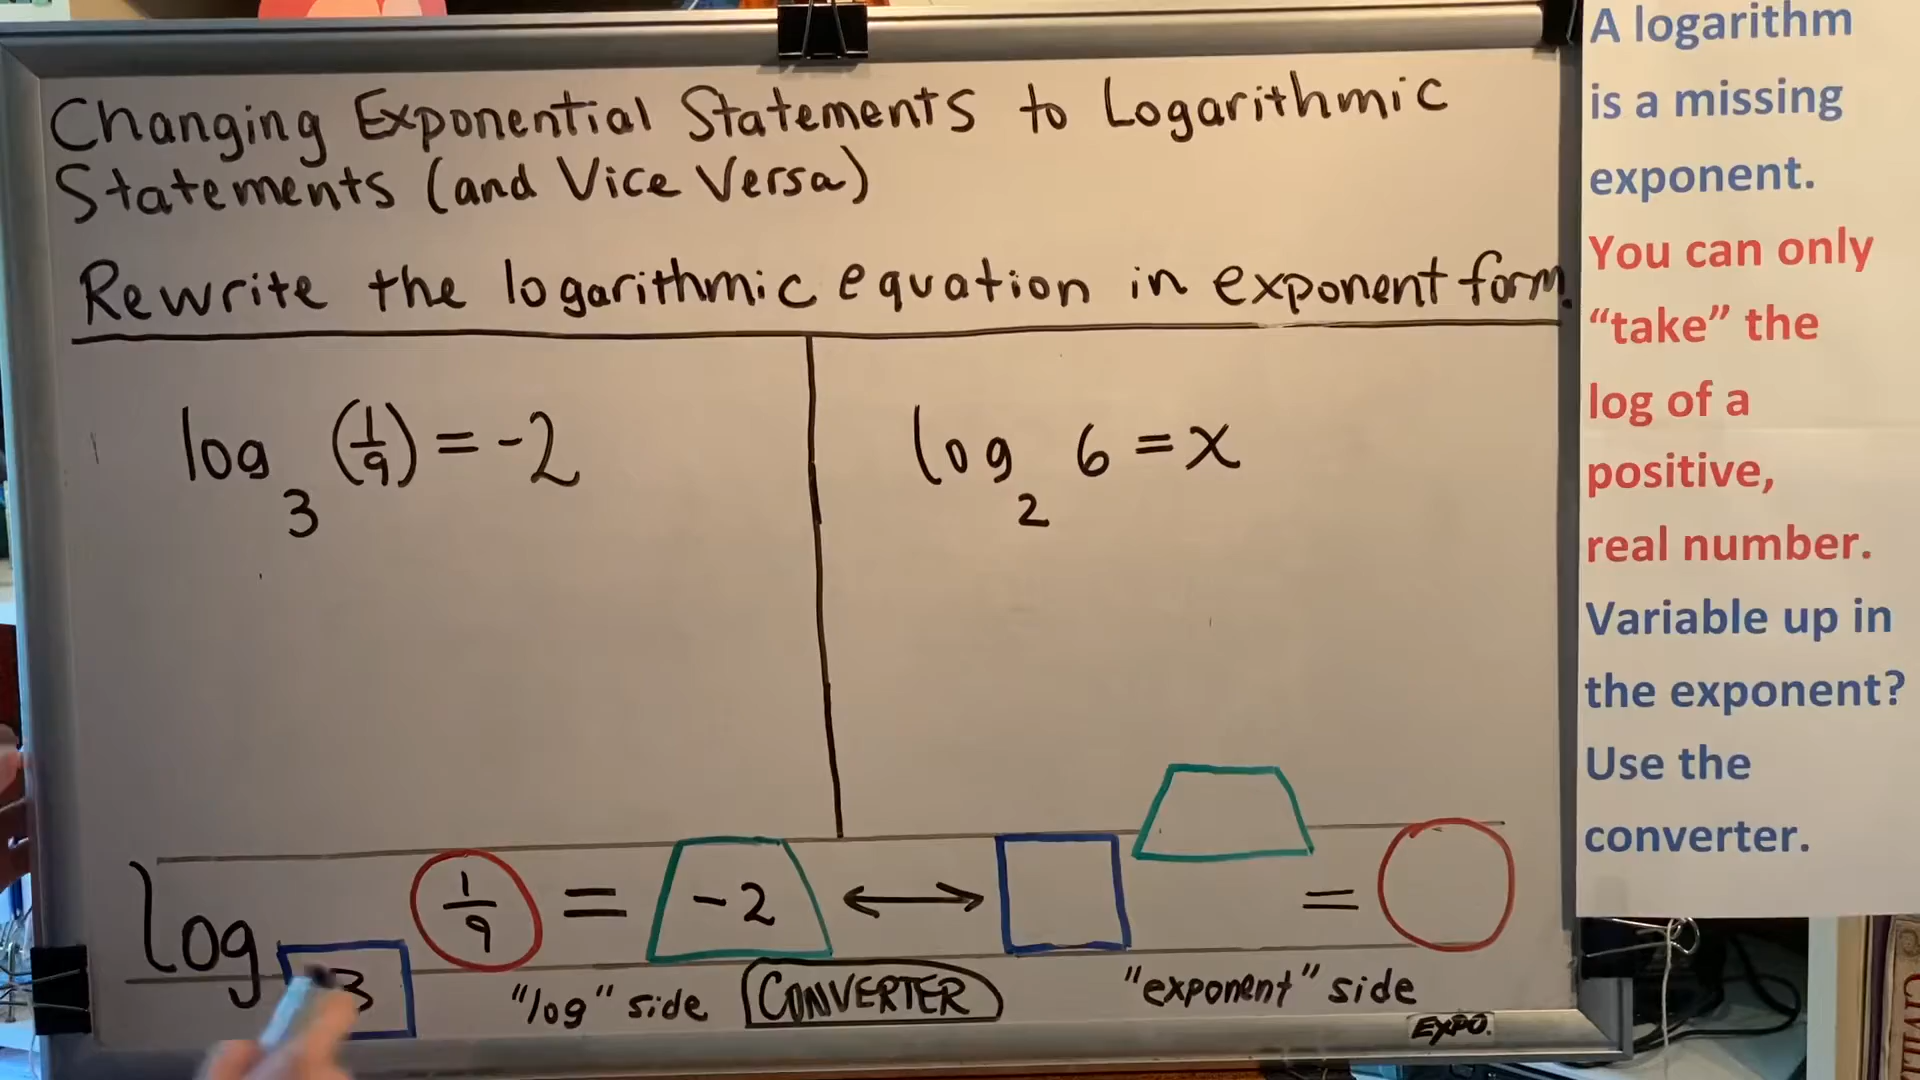 Changing Exponential Statements to Logarithmic
Statements (and Vice Versa)
Rewrite the logarithmic equation in exponent form.
log₃ (1/9) = -2
log₂ 6 = x
log 3 1/9 = -2 ⟷ =
"log" side
CONVERTER
"exponent" side
EXPO.
A logarithm
is a missing
exponent.
You can only
“take” the
log of a
positive,
real number.
Variable up in
the exponent?
Use the
converter.